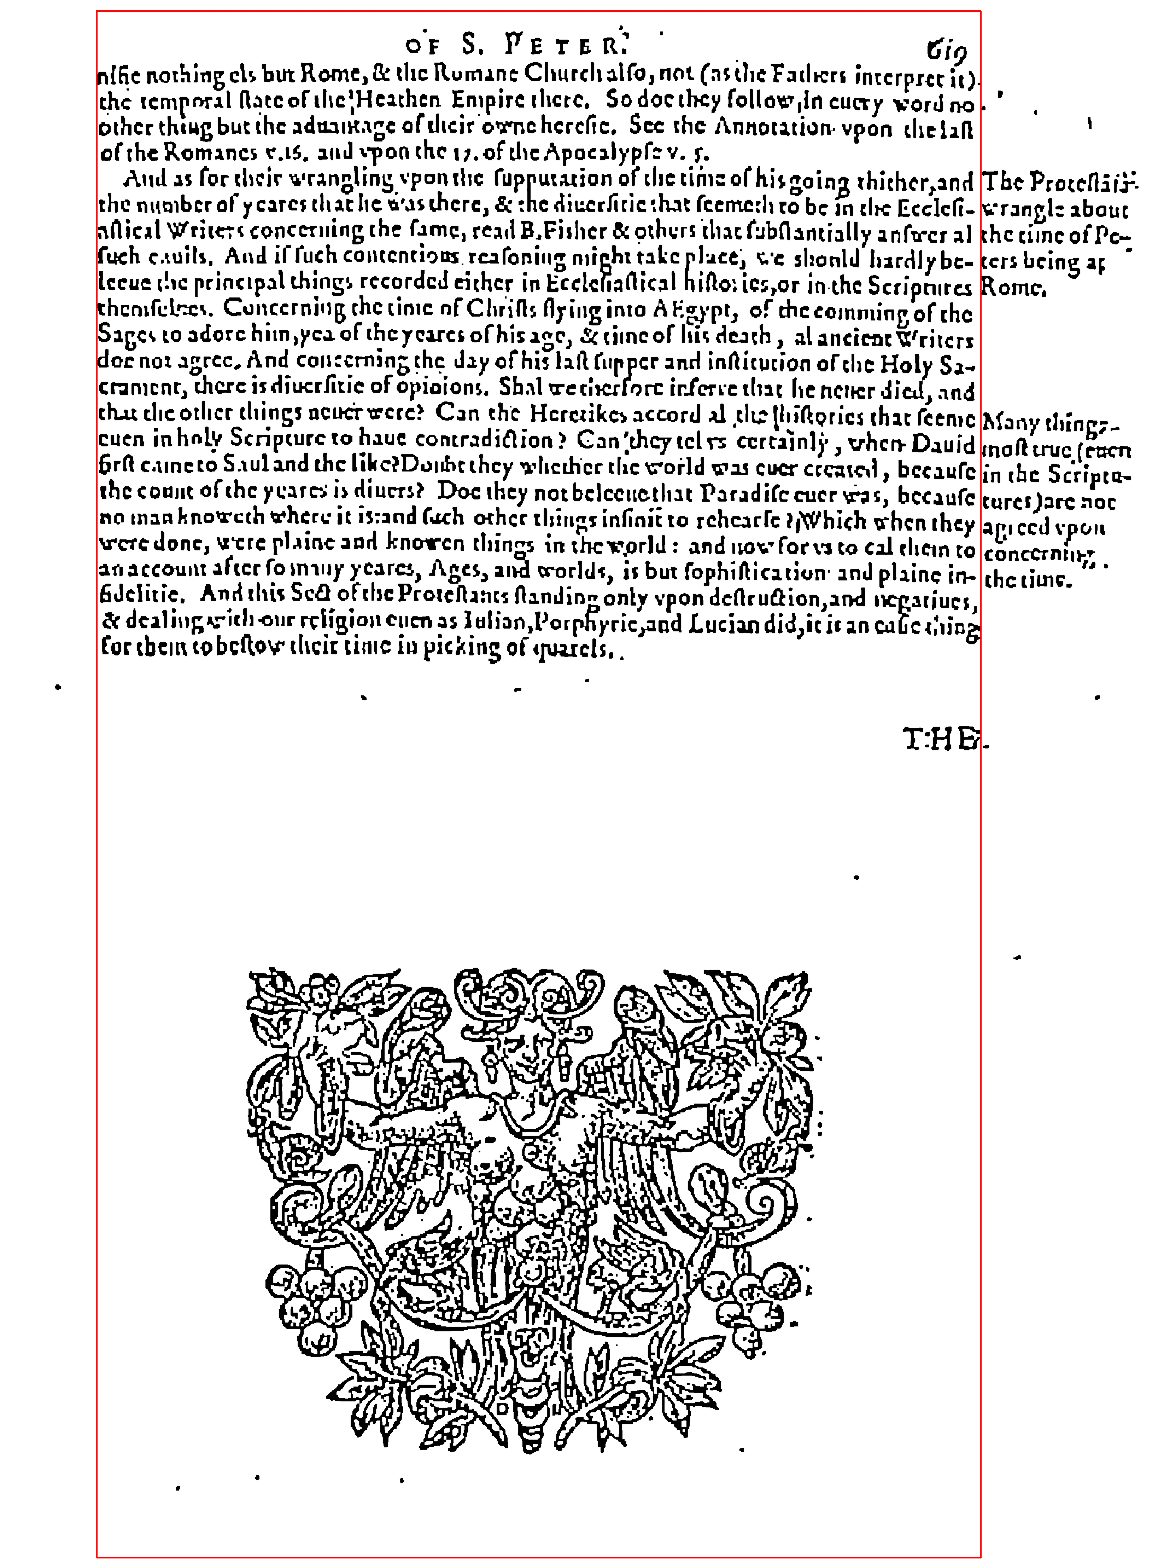 OF S. PETER. 619
nifie nothing els but Rome, & the Romane Church also, not (as the Fathers interpret it)
the temporal ſtate of the Heathen Empire there. So doe they follow in euery word no
other thing but the aduantage of their owne hereſie. See the Annotation vpon the laſt
of the Romanes v.16. and vpon the 17. of the Apocalypſe v. 5.
And as for their wrangling vpon the ſupputation of the time of his going thither, and
the number of yeares that he was there, & the diuerſitie that ſeemeth to be in the Eccleſi-
aſtical Writers concerning the ſame, read B. Fisher & others that ſubſtantially anſwer al
ſuch cauils. And if ſuch contentious reaſoning might take place, we should hardly be-
leeue the principal things recorded either in Eccleſiaſtical hiſtories, or in the Scriptures
themſelues. Concerning the time of Chriſts flying into AEgypt, of the comming of the
Sages to adore him, yea of the yeares of his age, & time of his death, al ancient Writers
doe not agree. And concerning the day of his laſt ſupper and inſtitution of the Holy Sa-
crament, there is diuerſitie of opinions. Shal we therfore inferre that he neuer died, and
that the other things neuer were? Can the Heretikes accord al the hiſtories that ſeeme
euen in holy Scripture to haue contradiction? Can they tel vs certainly, when Dauid
firſt came to Saul and the like? Doubt they whether the world was euer created, becauſe
the count of the yeares is diuers? Doe they not beleeue that Paradiſe euer was, becauſe
no man knoweth where it is: and ſuch other things infinit to rehearſe? Which when they
were done, were plaine and knowen things in the world: and now for vs to cal them to
an account after ſo many yeares, Ages, and worlds, is but ſophiſtication and plaine in-
fidelitie. And this Sect of the Proteſtants ſtanding only vpon deſtruction, and negatiues,
& dealing with our religion euen as Iulian, Porphyrie, and Lucian did, it is an eaſie thing
for them to beſtow their time in picking of quarels.
The Proteſtãts
wrangle about
the time of Pe-
ters being at
Rome.
Many things
moſt true (euen
in the Scrip-
tures) are not
agreed vpon
concerning
the time.
THE